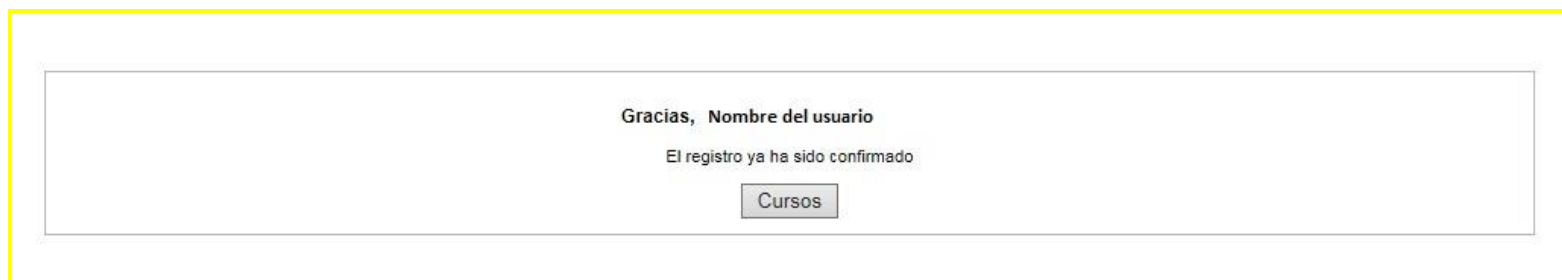 Gracias, Nombre del usuario
El registro ya ha sido confirmado
Cursos